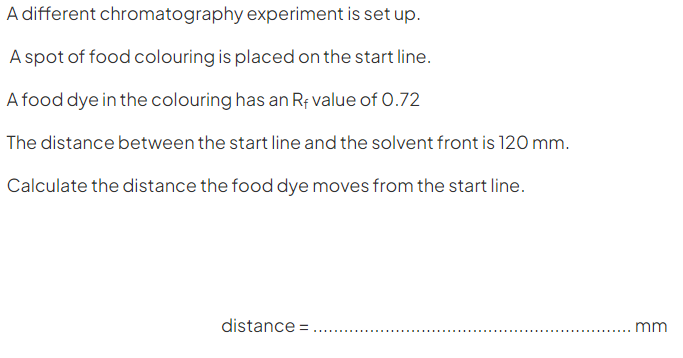 A different chromatography experiment is set up.
A spot of food colouring is placed on the start line.
A food dye in the colouring has an Rf value of 0.72
The distance between the start line and the solvent front is 120 mm.
Calculate the distance the food dye moves from the start line.
distance = .............................................................. mm